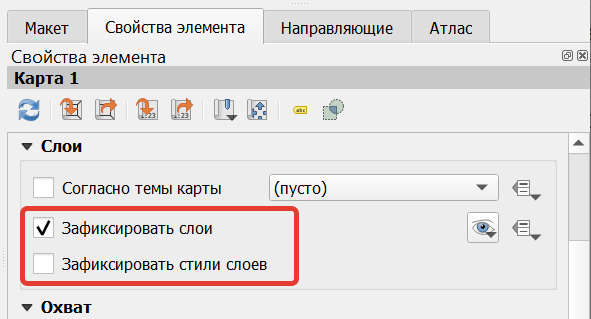 Макет Свойства элемента Направляющие Атлас
Свойства элемента
Карта 1
Слои
Согласно темы карты (пусто)
Зафиксировать слои
Зафиксировать стили слоев
Охват